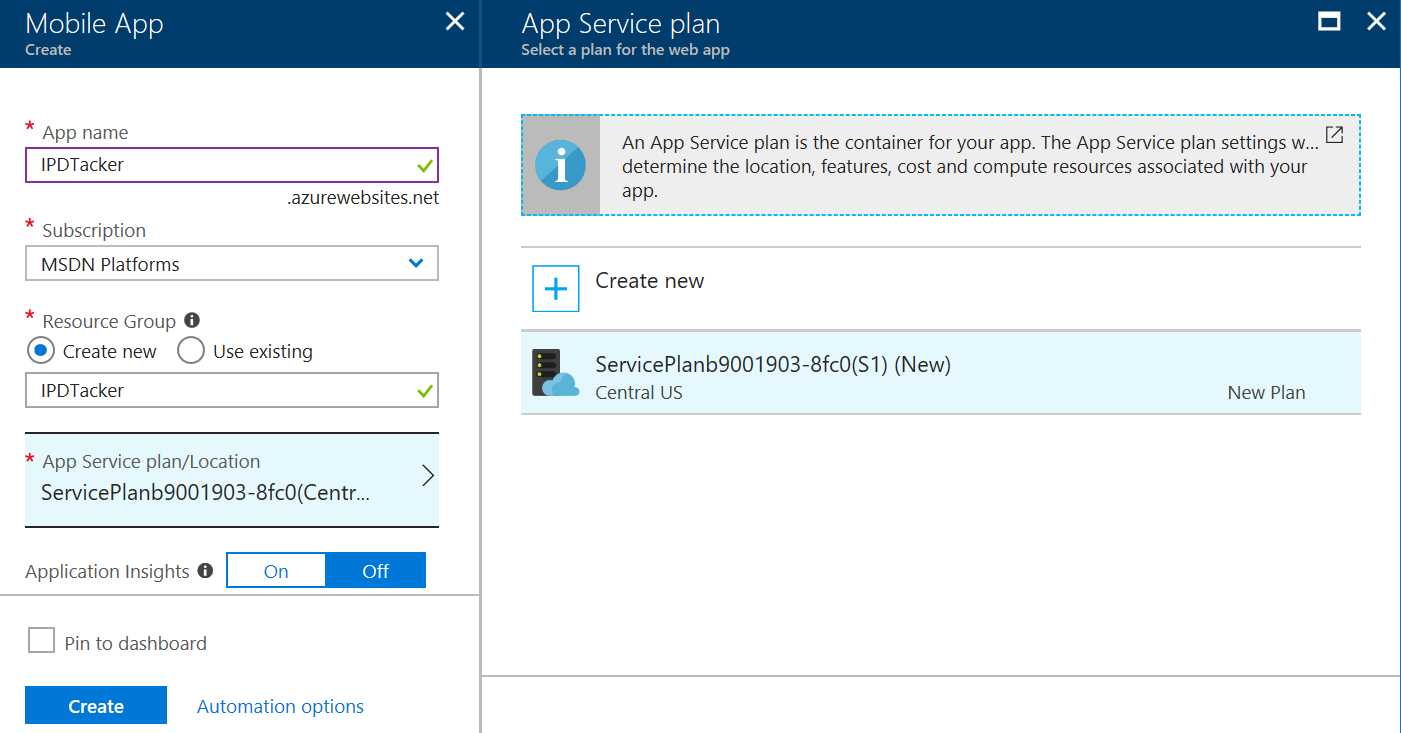 Mobile App
Create
* App name
IPDTacker
.azurewebsites.net
* Subscription
MSDN Platforms
* Resource Group
Create new
Use existing
IPDTacker
* App Service plan/Location
ServicePlanb9001903-8fc0(Centr...
Application Insights
On
Off
Pin to dashboard
Create
Automation options
App Service plan
Select a plan for the web app
An App Service plan is the container for your app. The App Service plan settings w...
determine the location, features, cost and compute resources associated with your
app.
Create new
ServicePlanb9001903-8fc0(S1) (New)
Central US
New Plan